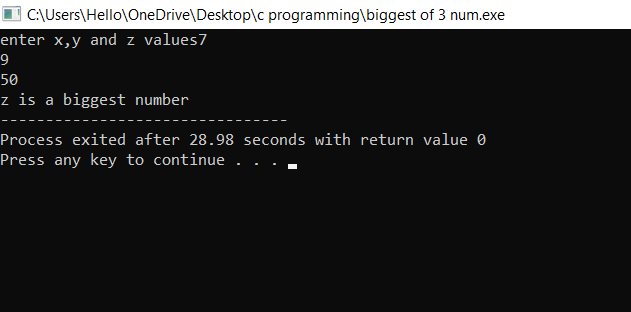 C:\Users\Hello\OneDrive\Desktop\c programming\biggest of 3 num.exe
enter x,y and z values7
9
50
z is a biggest number
--------------------------------
Process exited after 28.98 seconds with return value 0
Press any key to continue . . .